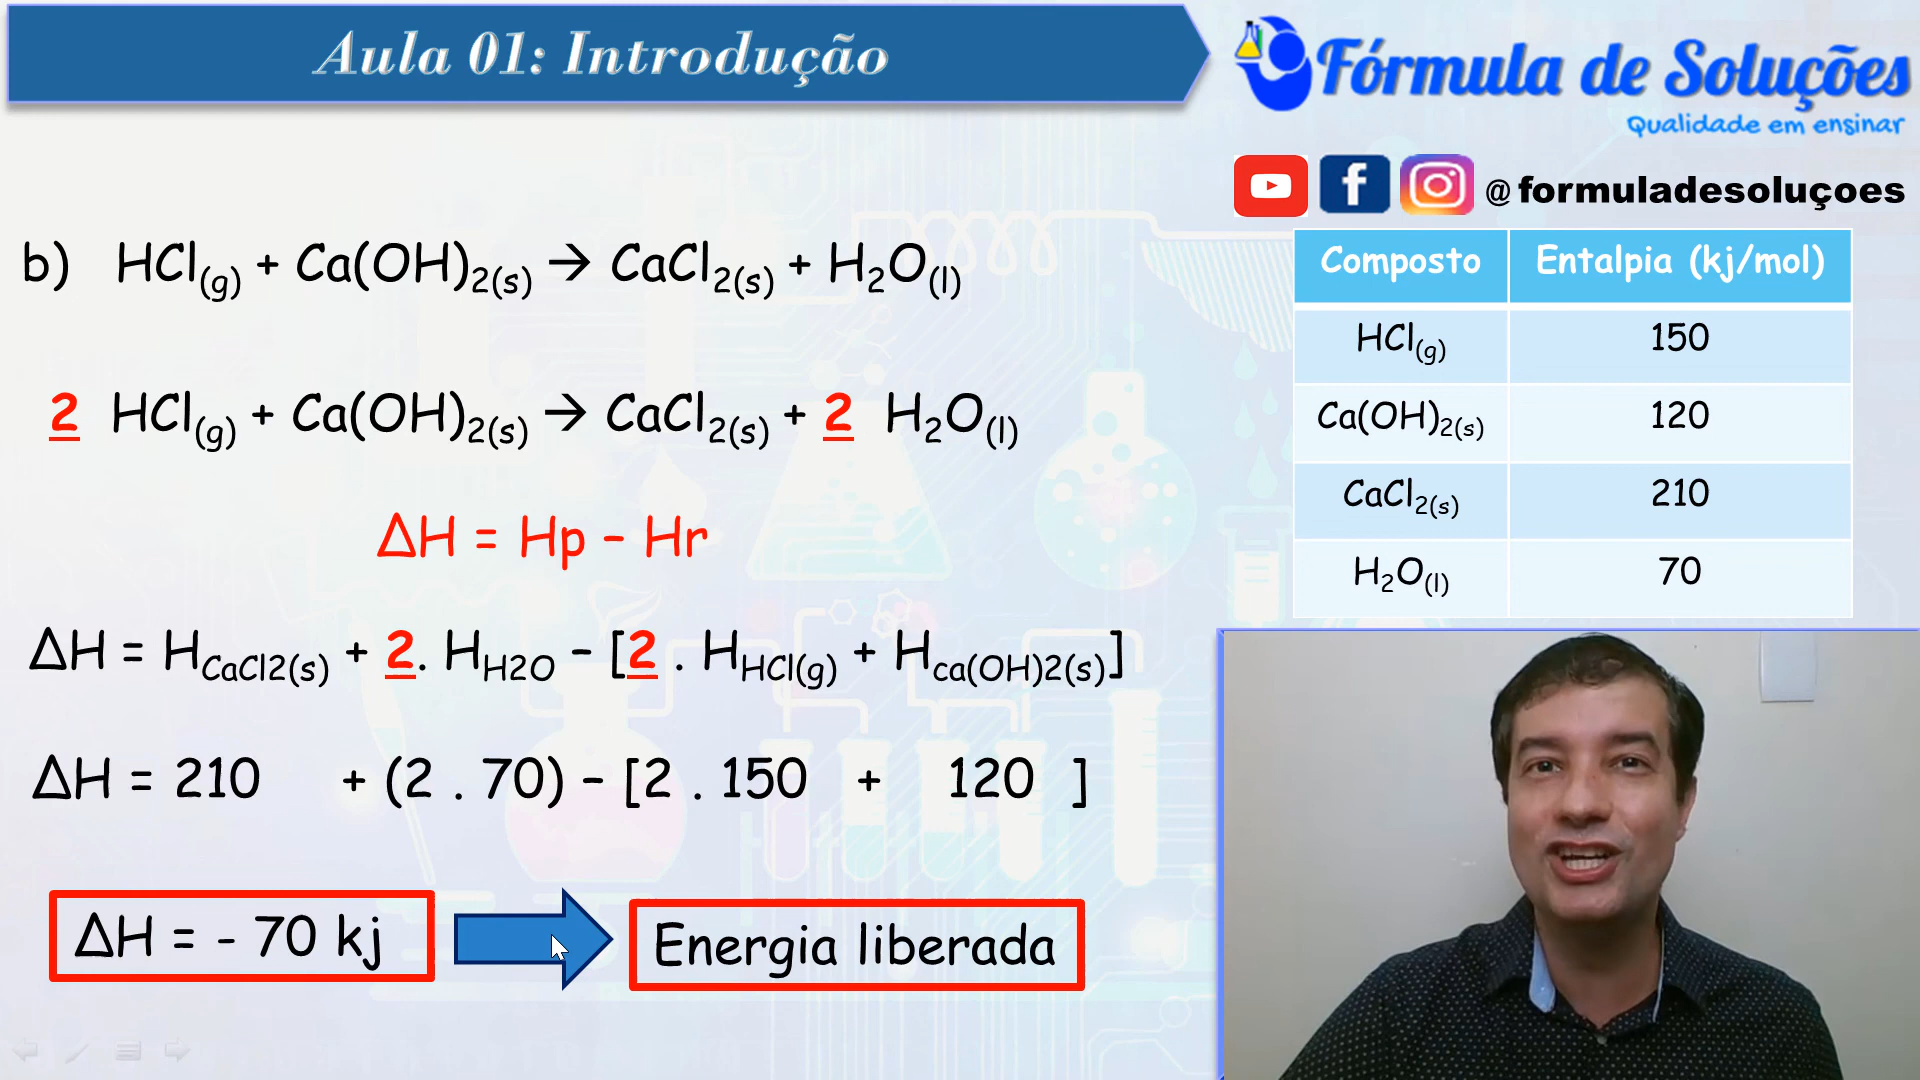 Aula 01: Introdução
Fórmula de Soluções
Qualidade em ensinar
@formuladesoluçoes
b) HCl(g) + Ca(OH)2(s) → CaCl2(s) + H2O(l)
2 HCl(g) + Ca(OH)2(s) → CaCl2(s) + 2 H2O(l)
ΔH = Hp - Hr
ΔH = HCaCl2(s) + 2. HH2O - [2 . HHCl(g) + Hca(OH)2(s)]
ΔH = 210 + (2 . 70) - [2 . 150 + 120 ]
ΔH = - 70 kj
Energia liberada
Composto Entalpia (kj/mol)
HCl(g) 150
Ca(OH)2(s) 120
CaCl2(s) 210
H2O(l) 70